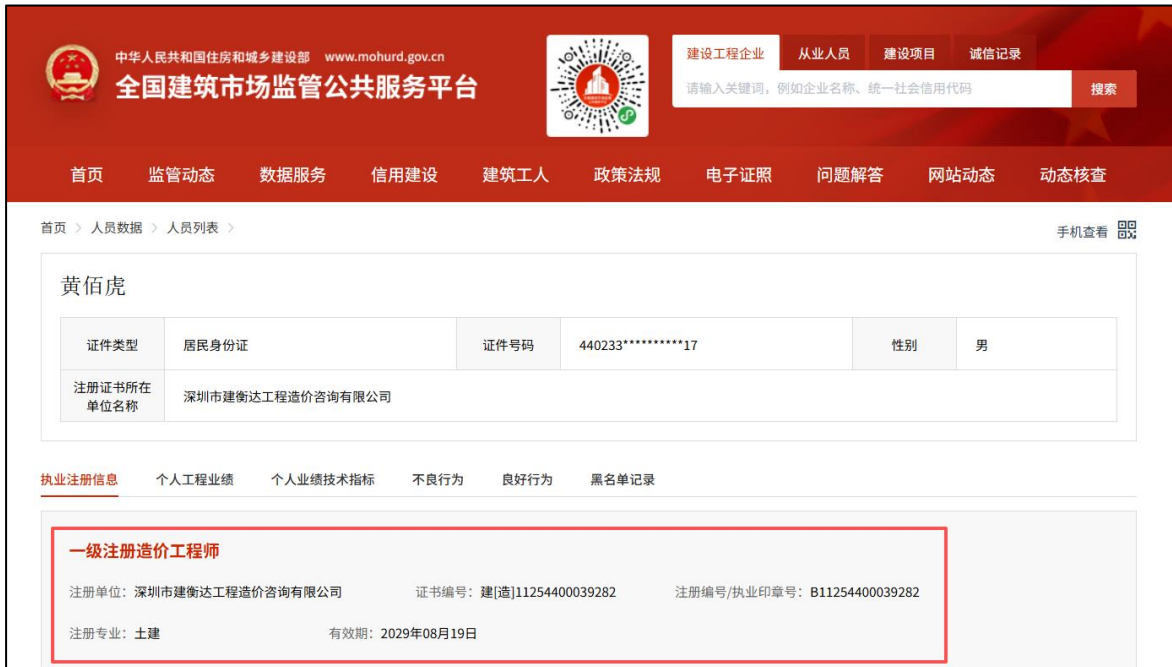 中华人民共和国住房和城乡建设部 www.mohurd.gov.cn
全国建筑市场监管公共服务平台
建设工程企业 从业人员 建设项目 诚信记录
请输入关键词，例如企业名称、统一社会信用代码 搜索
首页 监管动态 数据服务 信用建设 建筑工人 政策法规 电子证照 问题解答 网站动态 动态核查
首页 > 人员数据 > 人员列表 >
手机查看
黄佰虎
证件类型 居民身份证 证件号码 440233**********17 性别 男
注册证书所在
单位名称 深圳市建衡达工程造价咨询有限公司
执业注册信息 个人工程业绩 个人业绩技术指标 不良行为 良好行为 黑名单记录
一级注册造价工程师
注册单位：深圳市建衡达工程造价咨询有限公司 证书编号：建[造]11254400039282 注册编号/执业印章号：B11254400039282
注册专业：土建 有效期：2029年08月19日